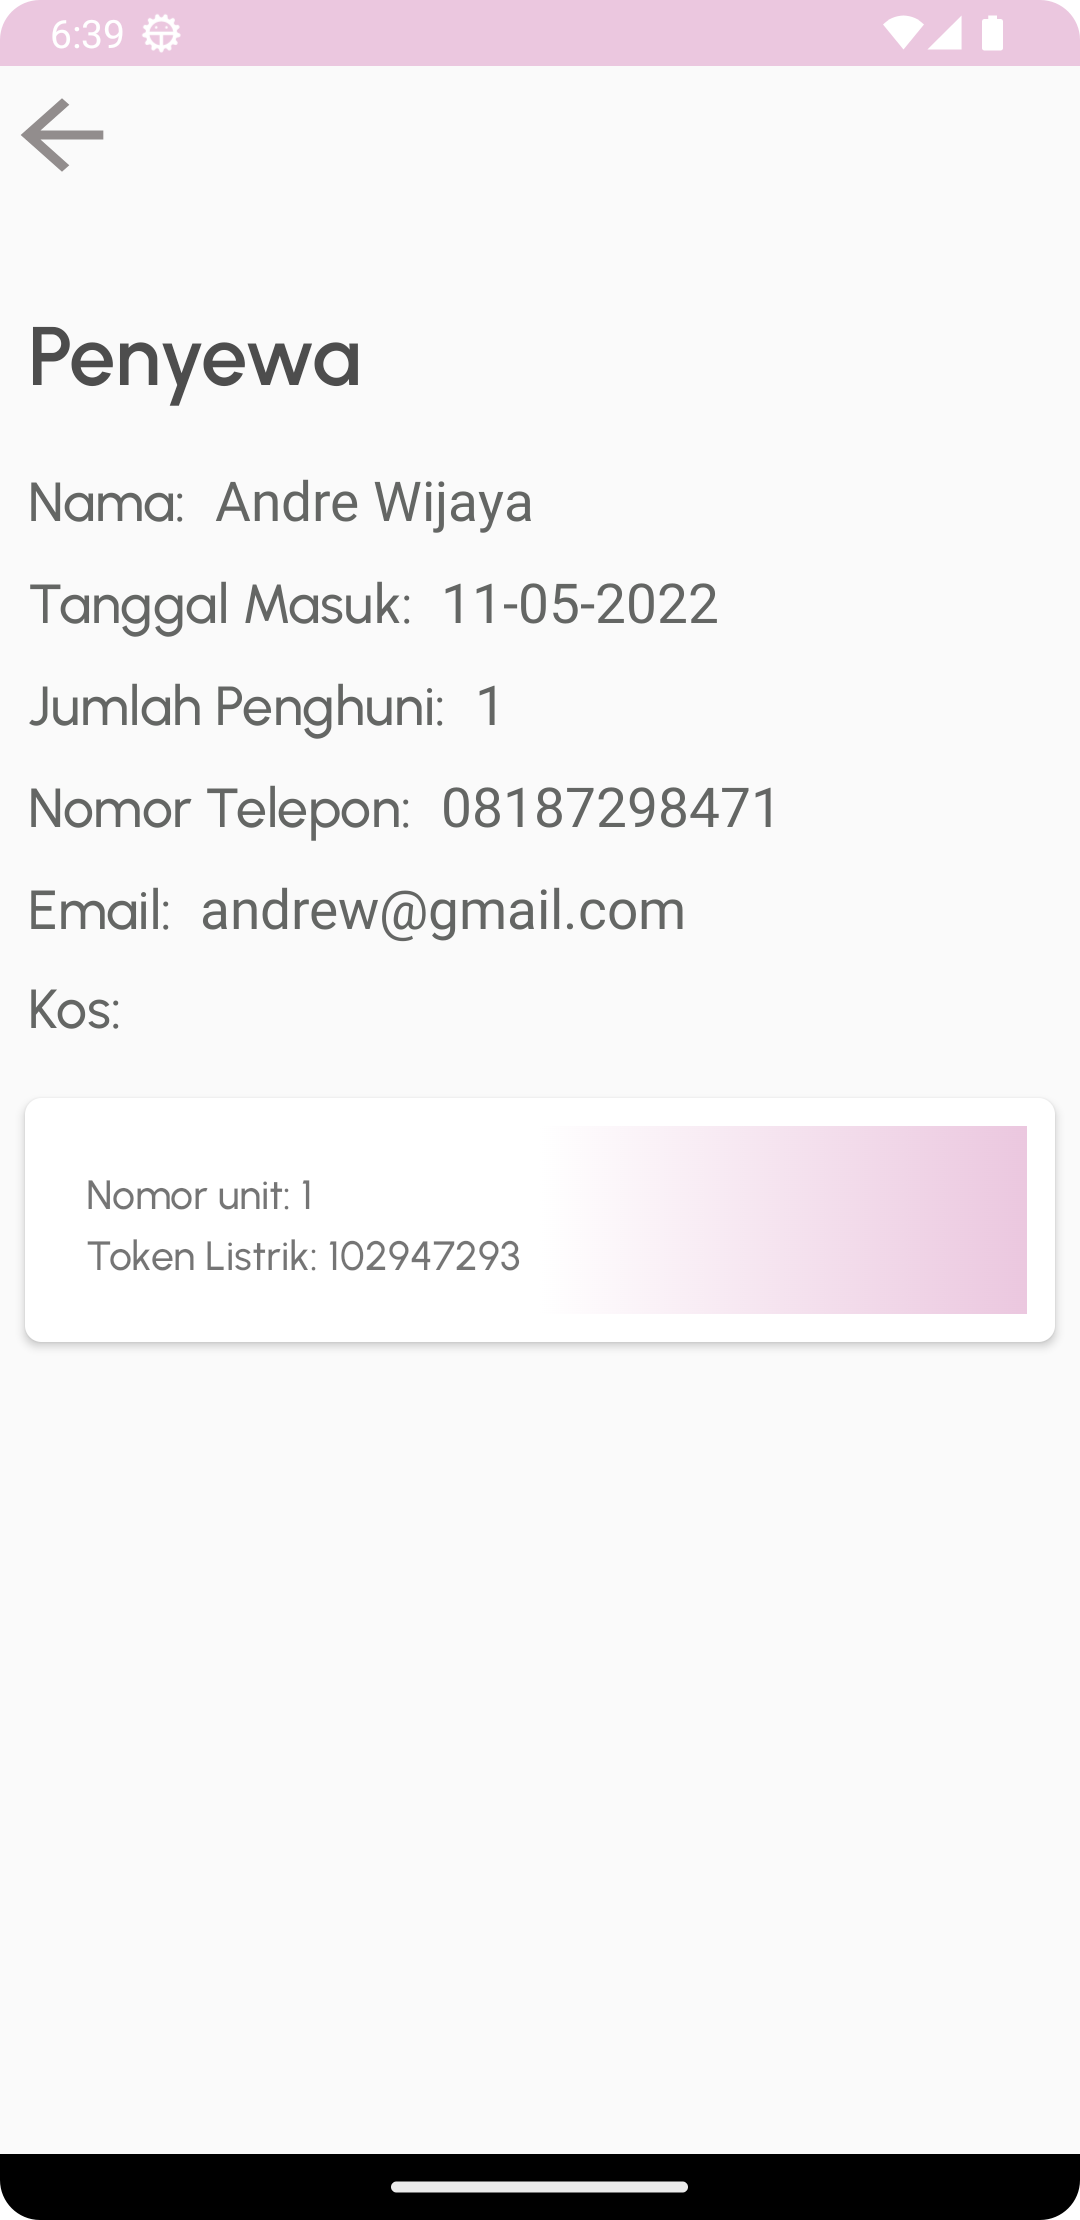 6:39
Penyewa
Nama: Andre Wijaya
Tanggal Masuk: 11-05-2022
Jumlah Penghuni: 1
Nomor Telepon: 08187298471
Email: andrew@gmail.com
Kos:
Nomor unit: 1
Token Listrik: 102947293